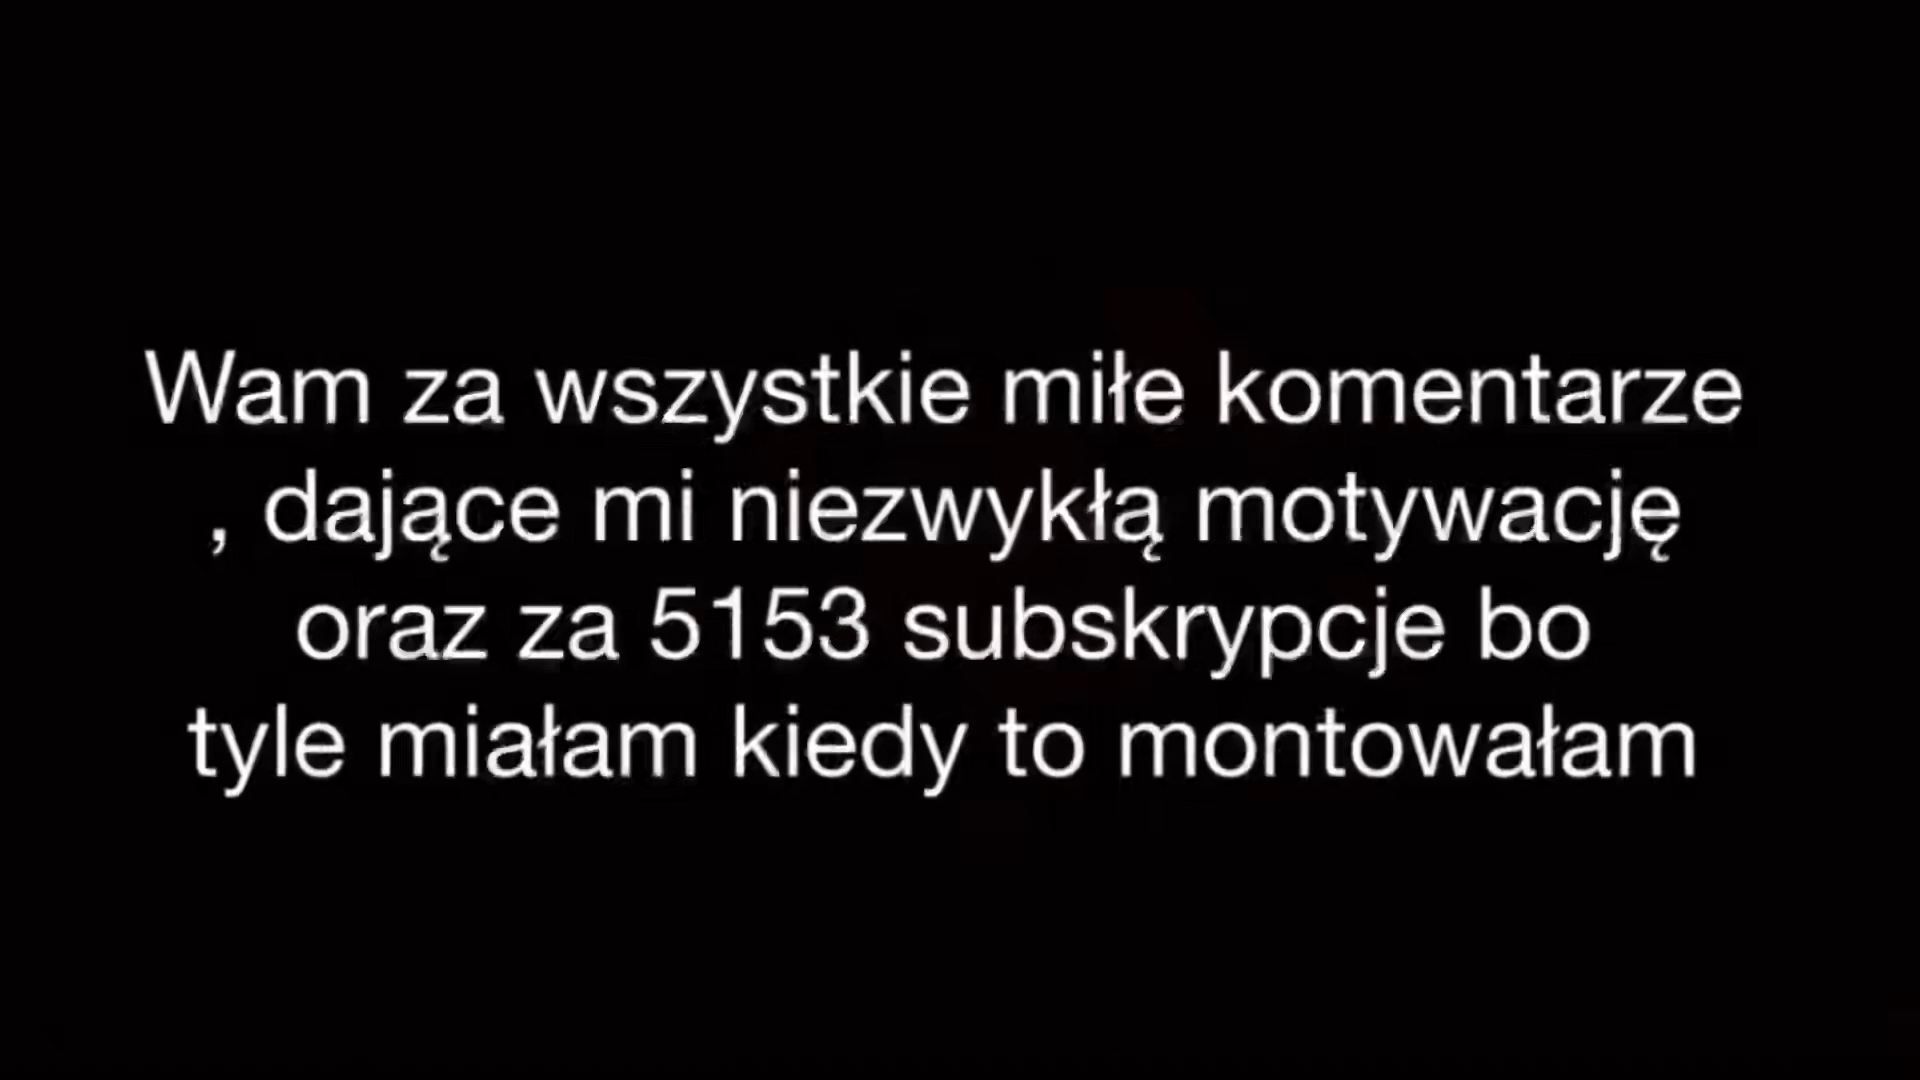 Wam za wszystkie miłe komentarze
, dające mi niezwykłą motywację
oraz za 5153 subskrypcje bo
tyle miałam kiedy to montowałam